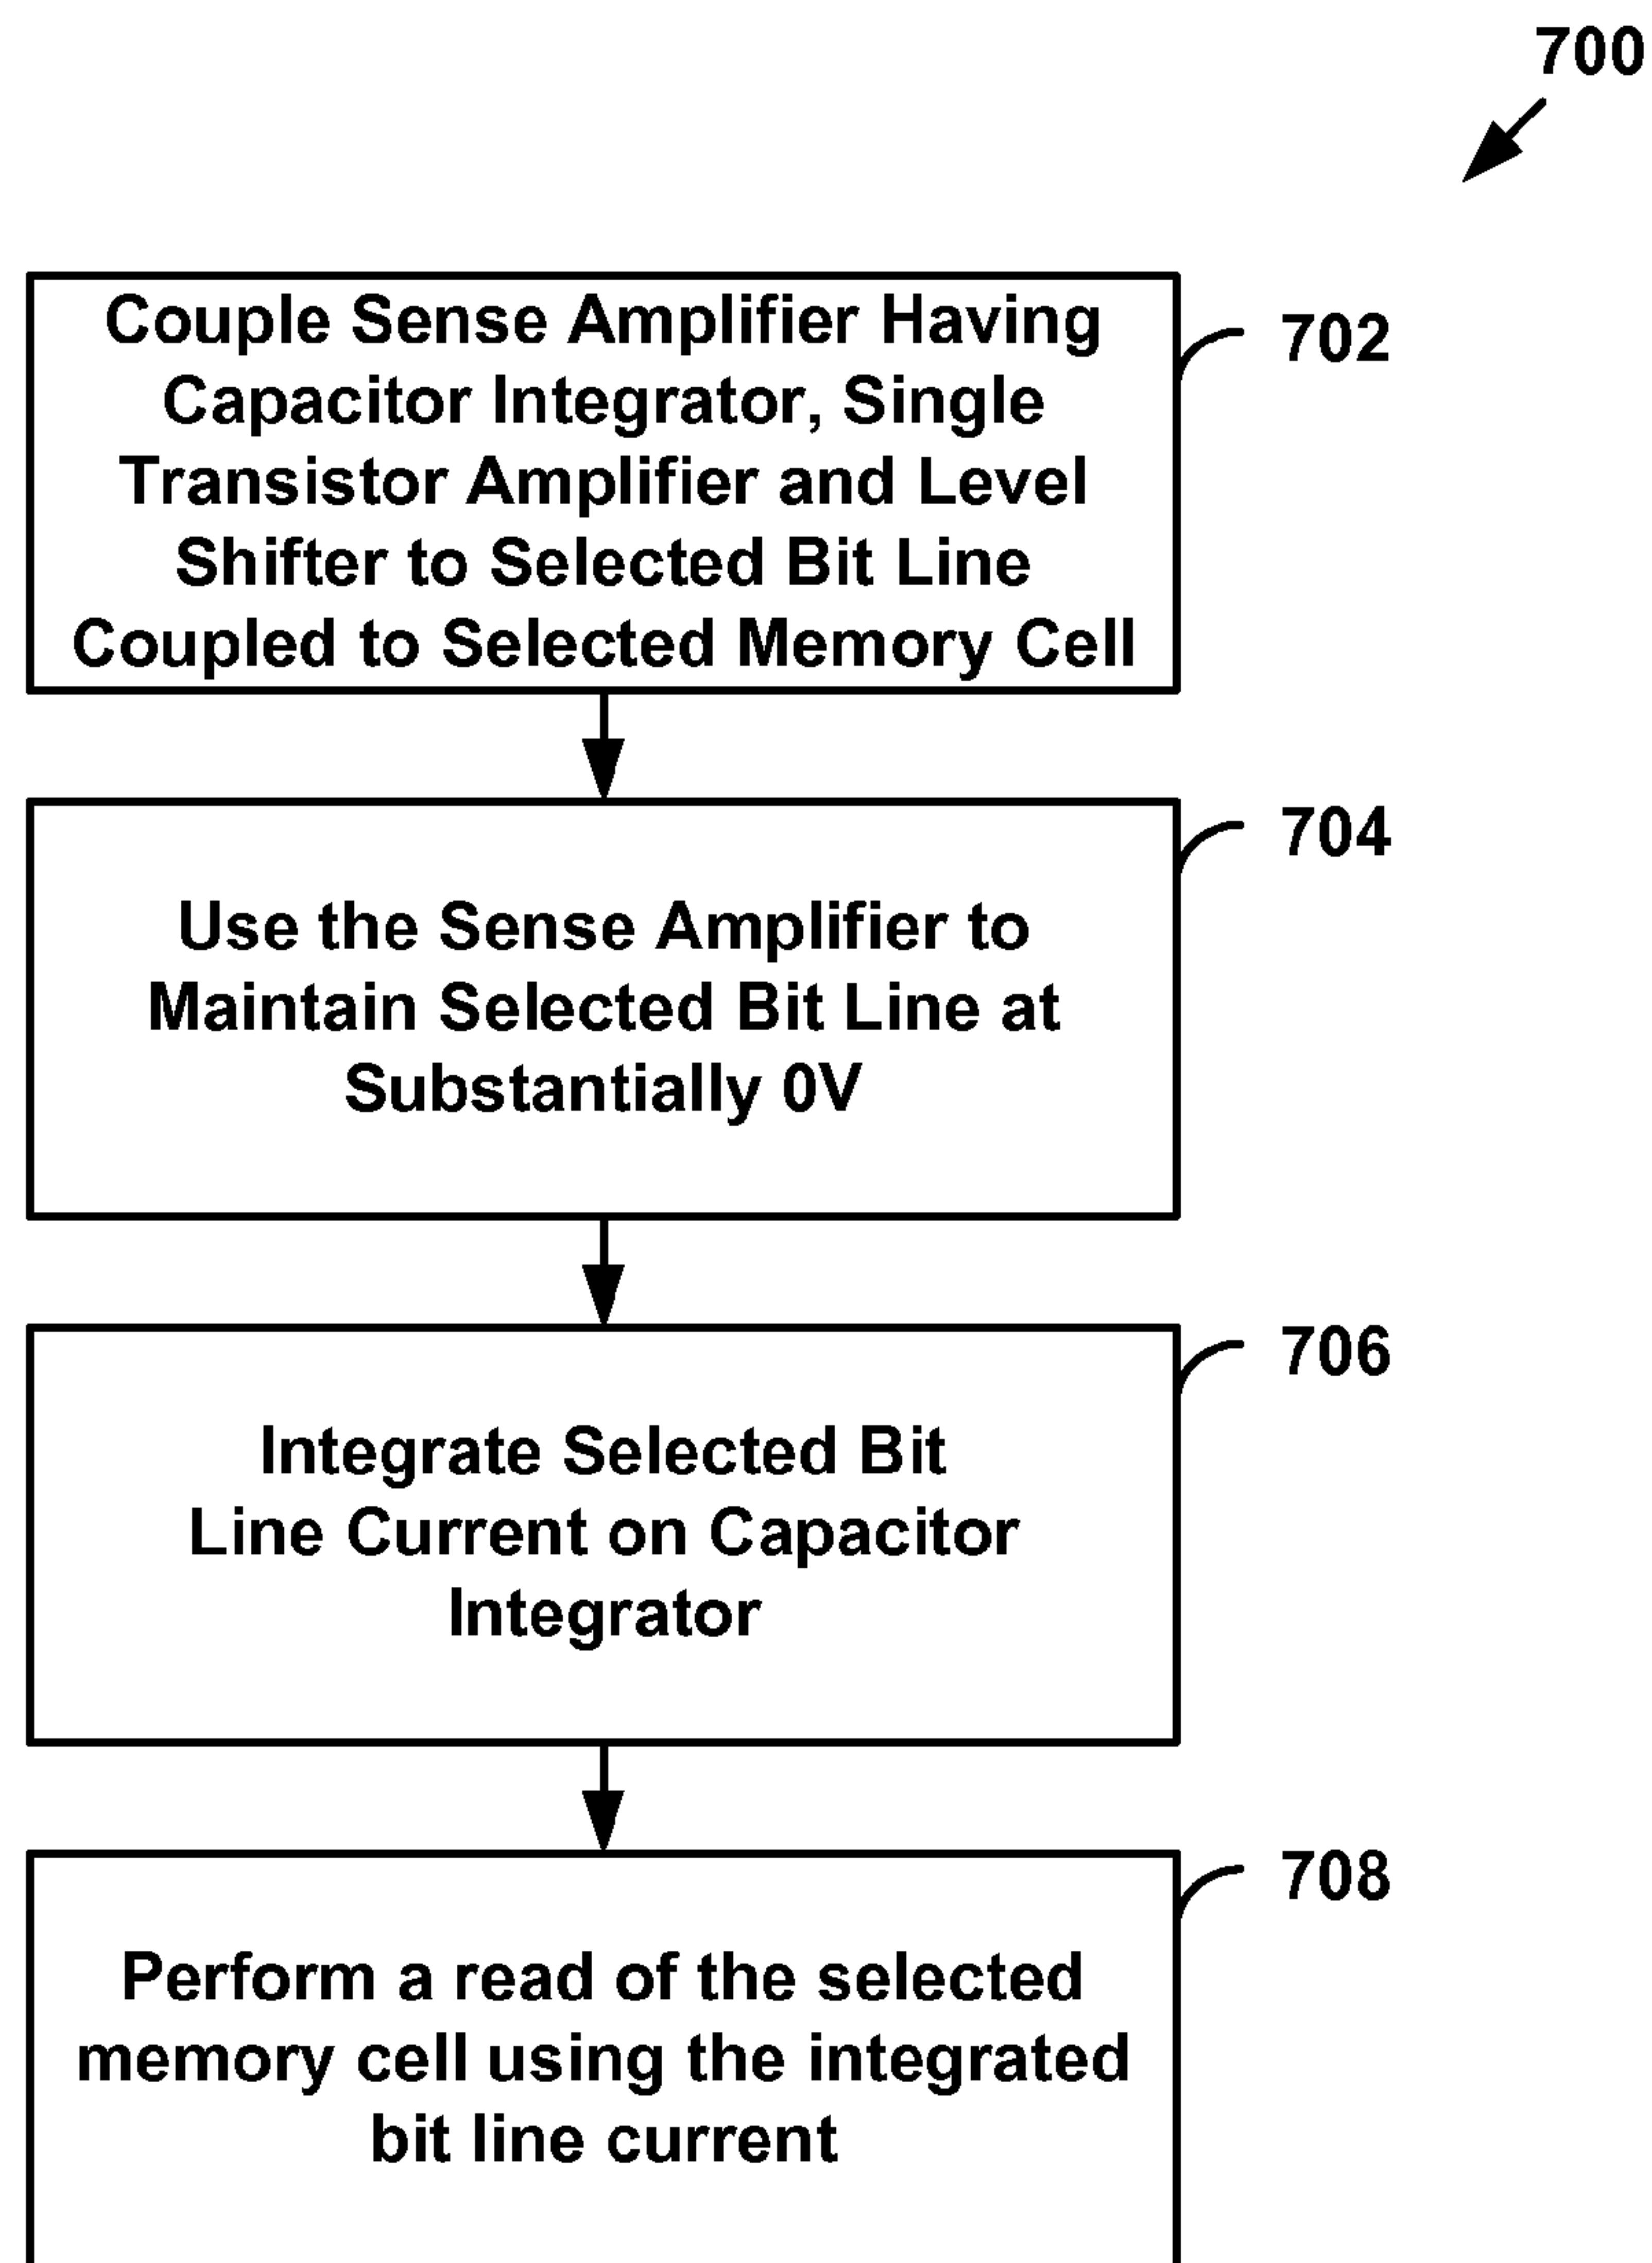 700
Couple Sense Amplifier Having
Capacitor Integrator, Single
Transistor Amplifier and Level
Shifter to Selected Bit Line
Coupled to Selected Memory Cell
702
Use the Sense Amplifier to
Maintain Selected Bit Line at
Substantially 0V
704
Integrate Selected Bit
Line Current on Capacitor
Integrator
706
Perform a read of the selected
memory cell using the integrated
bit line current
708